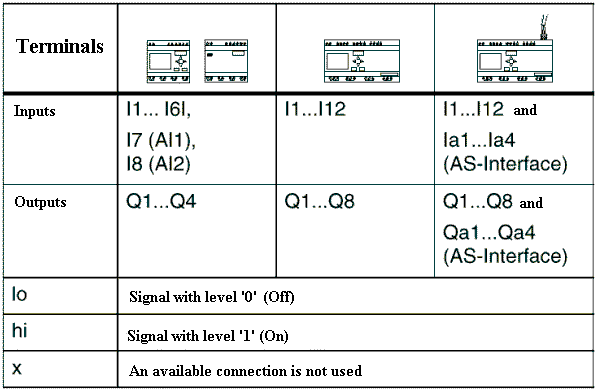 Terminals
Inputs
I1... I6I,
I7 (AI1),
I8 (AI2)
I1...I12
I1...I12 and
Ia1...Ia4
(AS-Interface)
Outputs
Q1...Q4
Q1...Q8
Q1...Q8 and
Qa1...Qa4
(AS-Interface)
lo
Signal with level '0' (Off)
hi
Signal with level '1' (On)
x
An available connection is not used